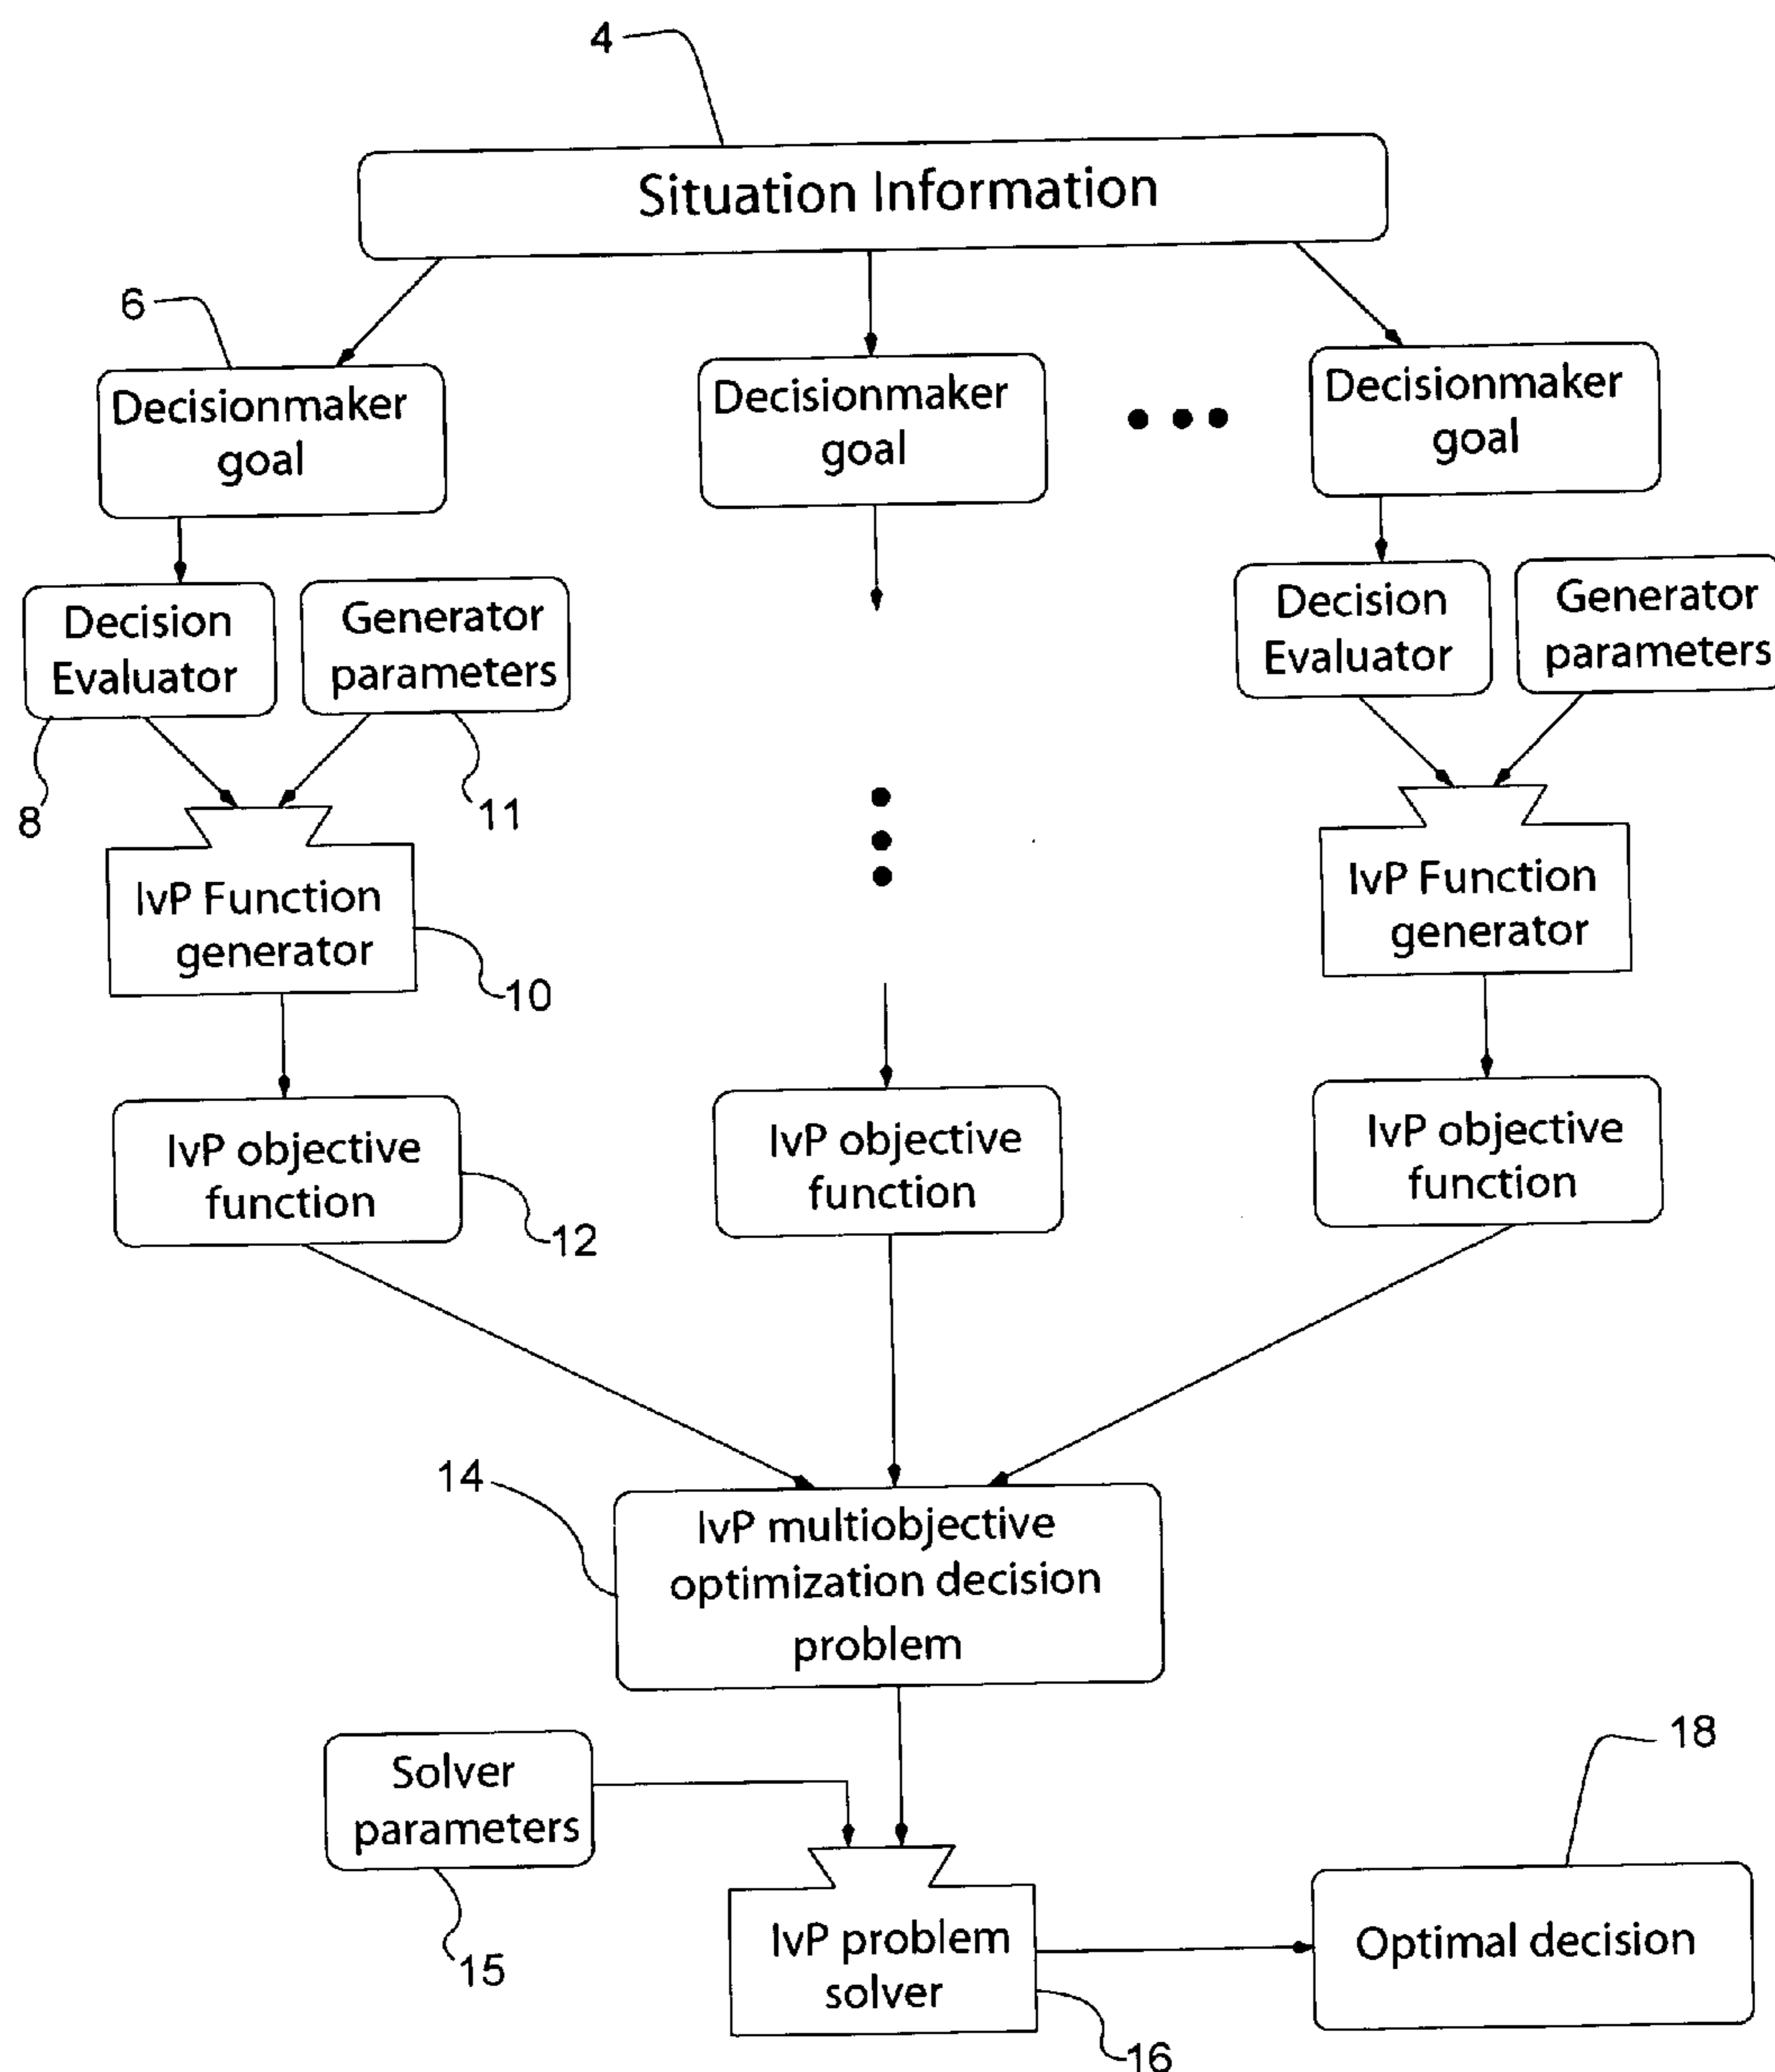 4
Situation Information
6
Decisionmaker
goal
Decisionmaker
goal
Decisionmaker
goal
Decision
Evaluator
Generator
parameters
Decision
Evaluator
Generator
parameters
8
11
IvP Function
generator
10
IvP Function
generator
IvP objective
function
12
IvP objective
function
IvP objective
function
14
IvP multiobjective
optimization decision
problem
Solver
parameters
15
IvP problem
solver
16
18
Optimal decision